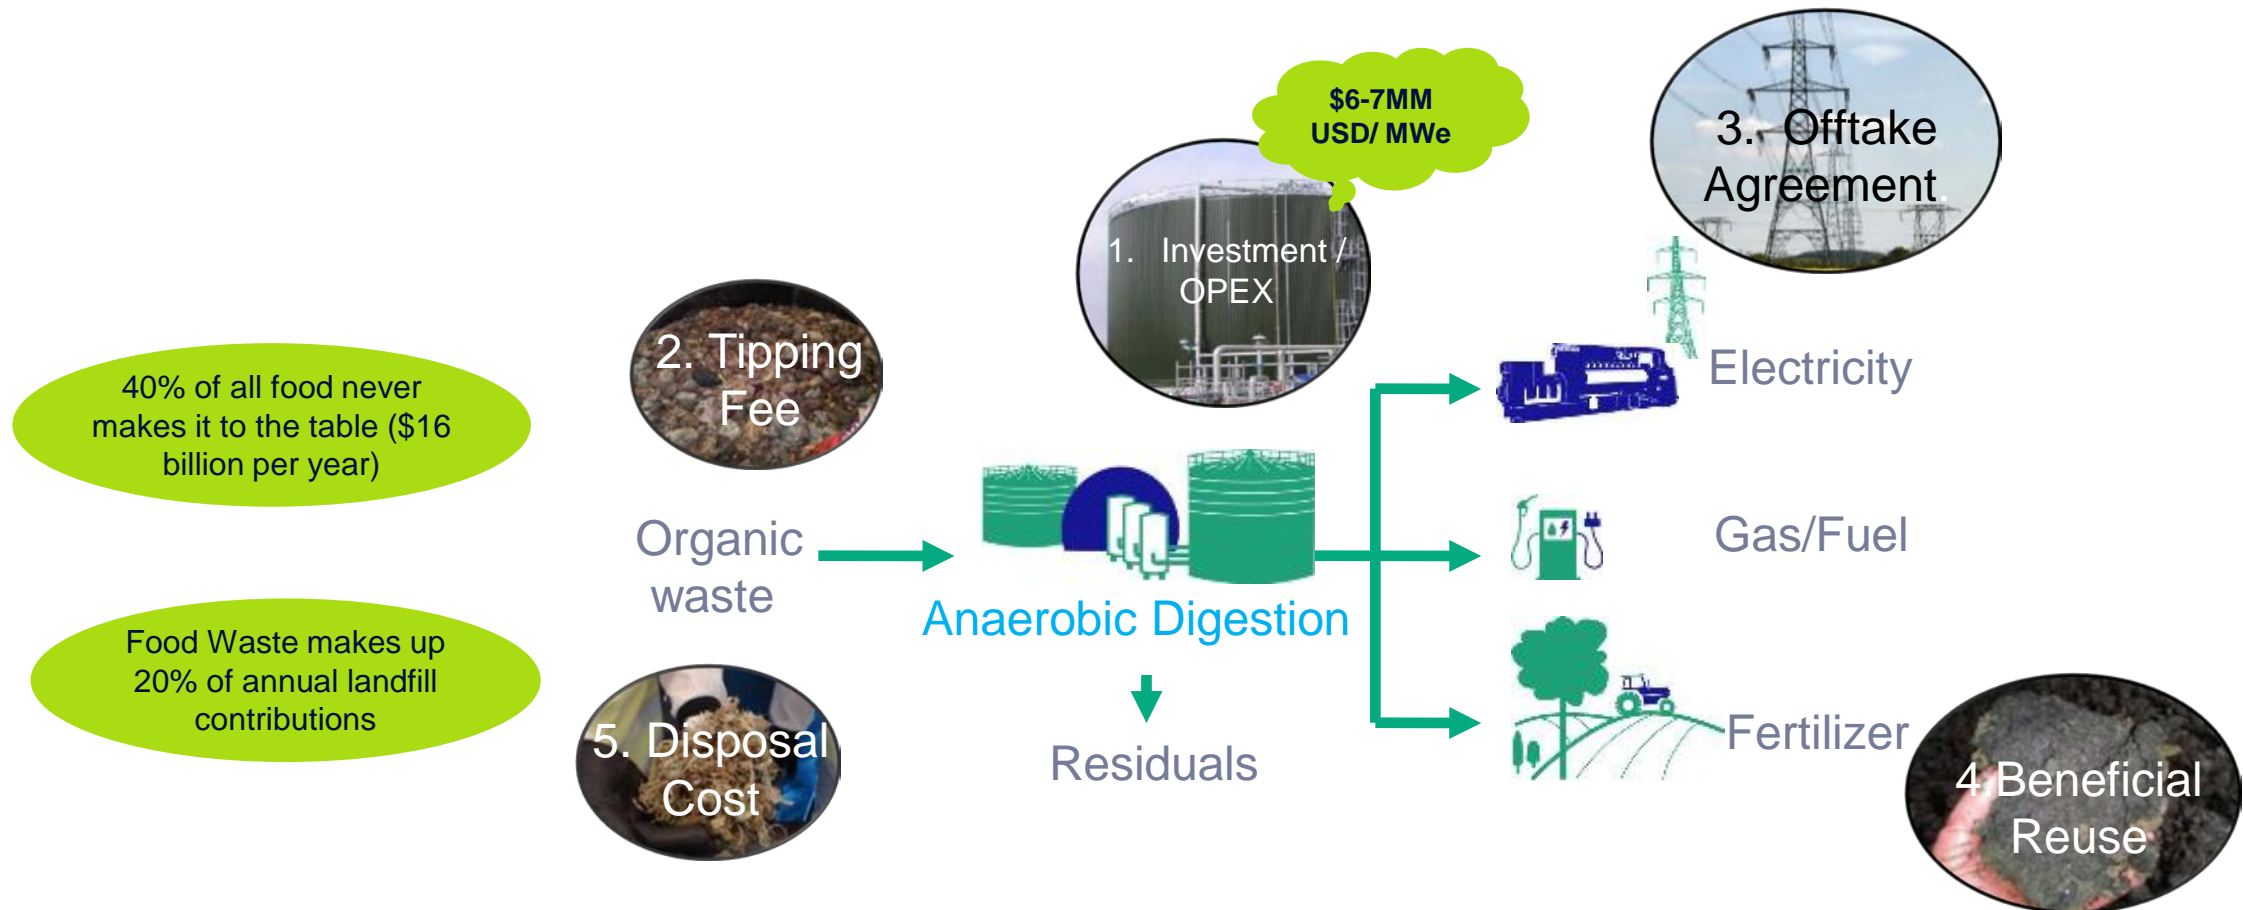 $6-7MM
USD/ MWe
3. Offtake
Agreement.
1. Investment /
OPEX
2. Tipping
Fee
40% of all food never
makes it to the table ($16
billion per year)
Electricity
Organic
waste
Gas/Fuel
Anaerobic Digestion
Food Waste makes up
20% of annual landfill
contributions
5. Disposal
Cost
Residuals
Fertilizer
4.Beneficial
Reuse